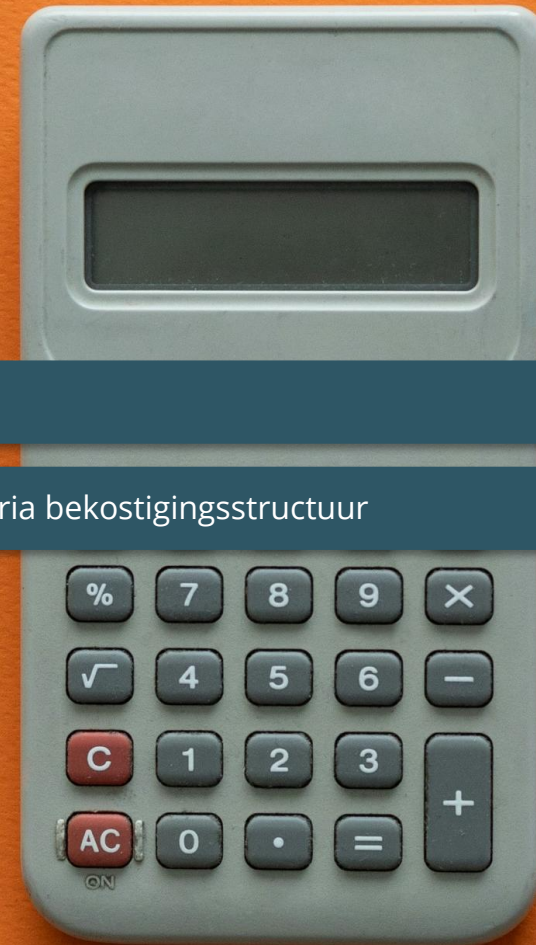 ria bekostigingsstructuur
% 7 8 9 ×
√ 4 5 6 −
C 1 2 3
+
AC 0 . =
ON